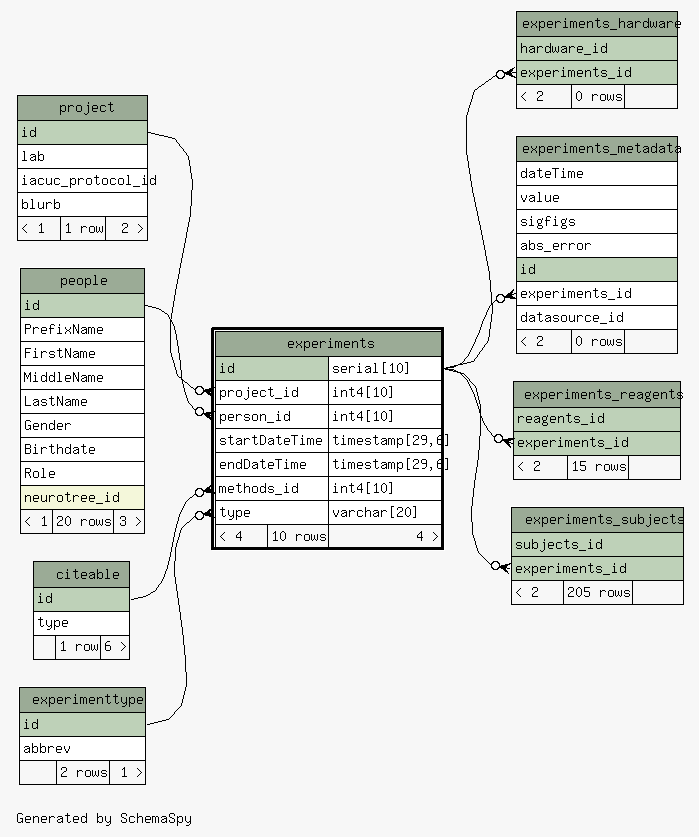 project
id
lab
iacuc_protocol_id
blurb
< 1 1 row 2 >
people
id
PrefixName
FirstName
MiddleName
LastName
Gender
Birthdate
Role
neurotree_id
< 1 20 rows 3 >
citeable
id
type
1 row 6 >
experimenttype
id
abbrev
2 rows 1 >
experiments
id serial[10]
project_id int4[10]
person_id int4[10]
startDateTime timestamp[29,6]
endDateTime timestamp[29,6]
methods_id int4[10]
type varchar[20]
< 4 10 rows 4 >
experiments_hardware
hardware_id
experiments_id
< 2 0 rows
experiments_metadata
dateTime
value
sigfigs
abs_error
id
experiments_id
datasource_id
< 2 0 rows
experiments_reagents
reagents_id
experiments_id
< 2 15 rows
experiments_subjects
subjects_id
experiments_id
< 2 205 rows
Generated by SchemaSpy